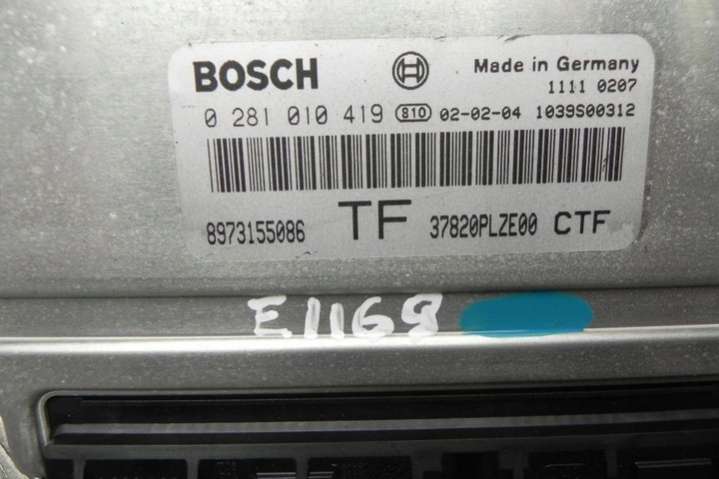 BOSCH Made in Germany
1111 0207
0 281 010 419 810 02-02-04 1039S00312
8973155086 TF 37820PLZE00 CTF
E1168